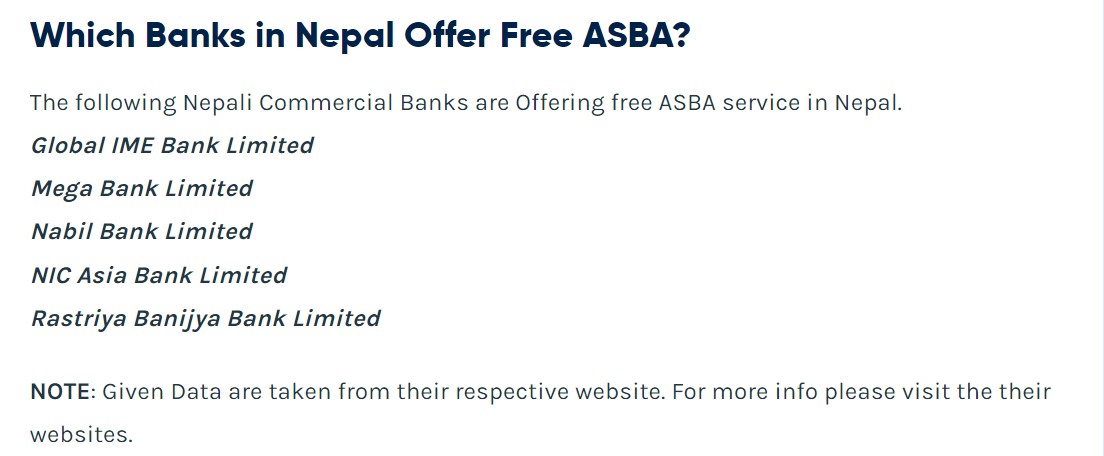 Which Banks in Nepal Offer Free ASBA?
The following Nepali Commercial Banks are Offering free ASBA service in Nepal.
Global IME Bank Limited
Mega Bank Limited
Nabil Bank Limited
NIC Asia Bank Limited
Rastriya Banijya Bank Limited
NOTE: Given Data are taken from their respective website. For more info please visit the their
websites.